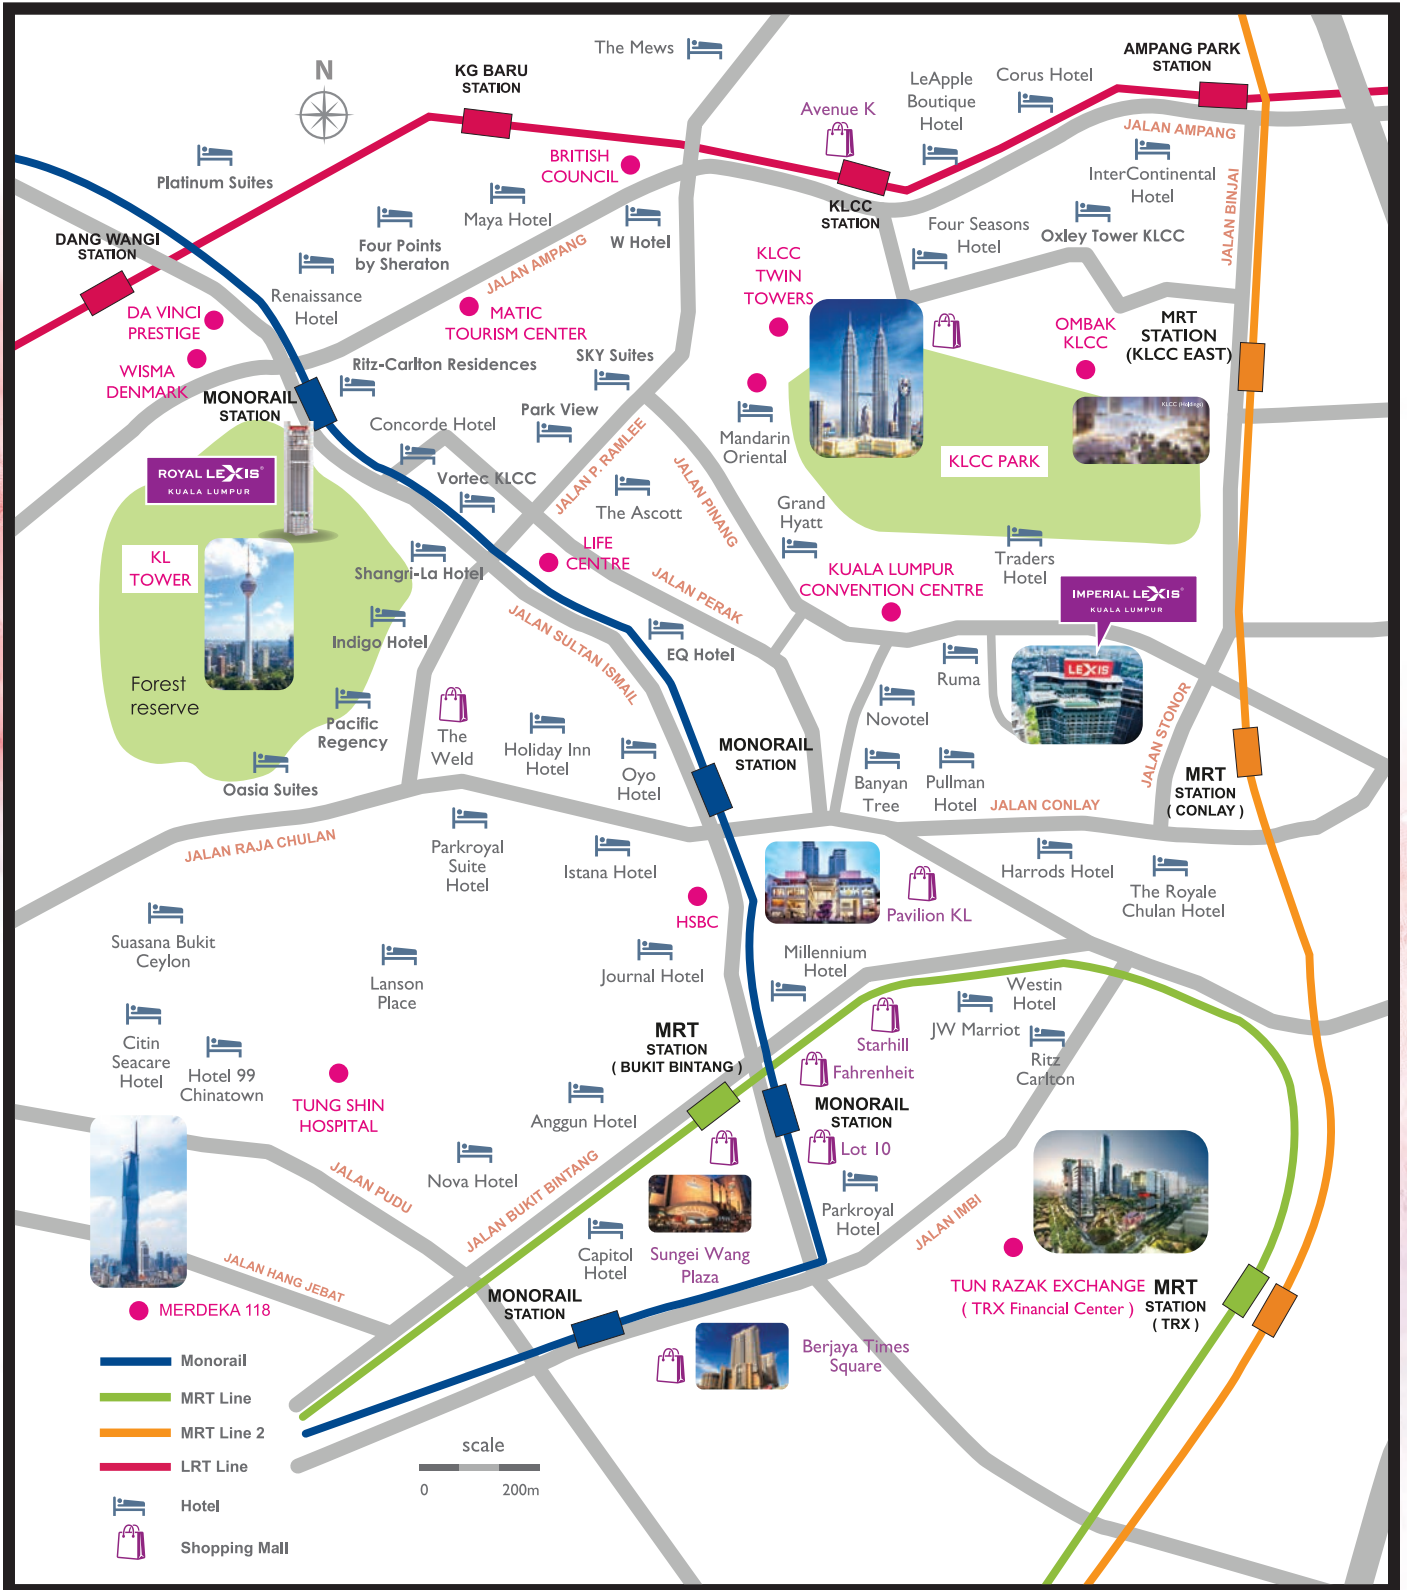 The Mews
KG BARU
STATION
N
AMPANG PARK
STATION
LeApple
Boutique
Hotel
Corus Hotel
Avenue K
JALAN AMPANG
BRITISH
COUNCIL
Platinum Suites
InterContinental
Hotel
Maya Hotel
KLCC
STATION
JALAN BINJAI
Four Seasons
Hotel
Oxley Tower KLCC
DANG WANGI
STATION
Four Points
by Sheraton
W Hotel
JALAN AMPANG
KLCC
TWIN
TOWERS
Renaissance
Hotel
DA VINCI
PRESTIGE
MATIC
TOURISM CENTER
OMBAK
KLCC
MRT
STATION
(KLCC EAST)
WISMA
DENMARK
Ritz-Carlton Residences
SKY Suites
MONORAIL
STATION
Park View
KLCC (Holdings)
Concorde Hotel
Mandarin
Oriental
JALAN P. RAMLEE
KLCC PARK
ROYAL LEXIS®
KUALA LUMPUR
Vortec KLCC
JALAN PINANG
The Ascott
Grand
Hyatt
KL
TOWER
LIFE
CENTRE
Shangri-La Hotel
Traders
Hotel
KUALA LUMPUR
CONVENTION CENTRE
JALAN PERAK
IMPERIAL LEXIS®
KUALA LUMPUR
JALAN SULTAN ISMAIL
Indigo Hotel
EQ Hotel
LEXIS
Ruma
Forest
reserve
JALAN STONOR
Novotel
Pacific
Regency
The
Weld
Holiday Inn
Hotel
MONORAIL
STATION
Oyo
Hotel
Banyan
Tree
Pullman
Hotel
MRT
STATION
( CONLAY )
Oasia Suites
JALAN CONLAY
JALAN RAJA CHULAN
Parkroyal
Suite
Hotel
Istana Hotel
Harrods Hotel
The Royale
Chulan Hotel
HSBC
Pavilion KL
Suasana Bukit
Ceylon
Millennium
Hotel
Journal Hotel
Lanson
Place
Westin
Hotel
JW Marriot
MRT
STATION
( BUKIT BINTANG )
Starhill
Citin
Seacare
Hotel
Hotel 99
Chinatown
Ritz
Carlton
Fahrenheit
TUNG SHIN
HOSPITAL
MONORAIL
STATION
Anggun Hotel
Lot 10
JALAN PUDU
Nova Hotel
JALAN BUKIT BINTANG
Parkroyal
Hotel
JALAN IMBI
Capitol
Hotel
Sungei Wang
Plaza
JALAN HANG JEBAT
TUN RAZAK EXCHANGE
( TRX Financial Center )
MRT
STATION
( TRX )
MERDEKA 118
MONORAIL
STATION
Berjaya Times
Square
Monorail
MRT Line
MRT Line 2
LRT Line
Hotel
Shopping Mall
scale
0 200m